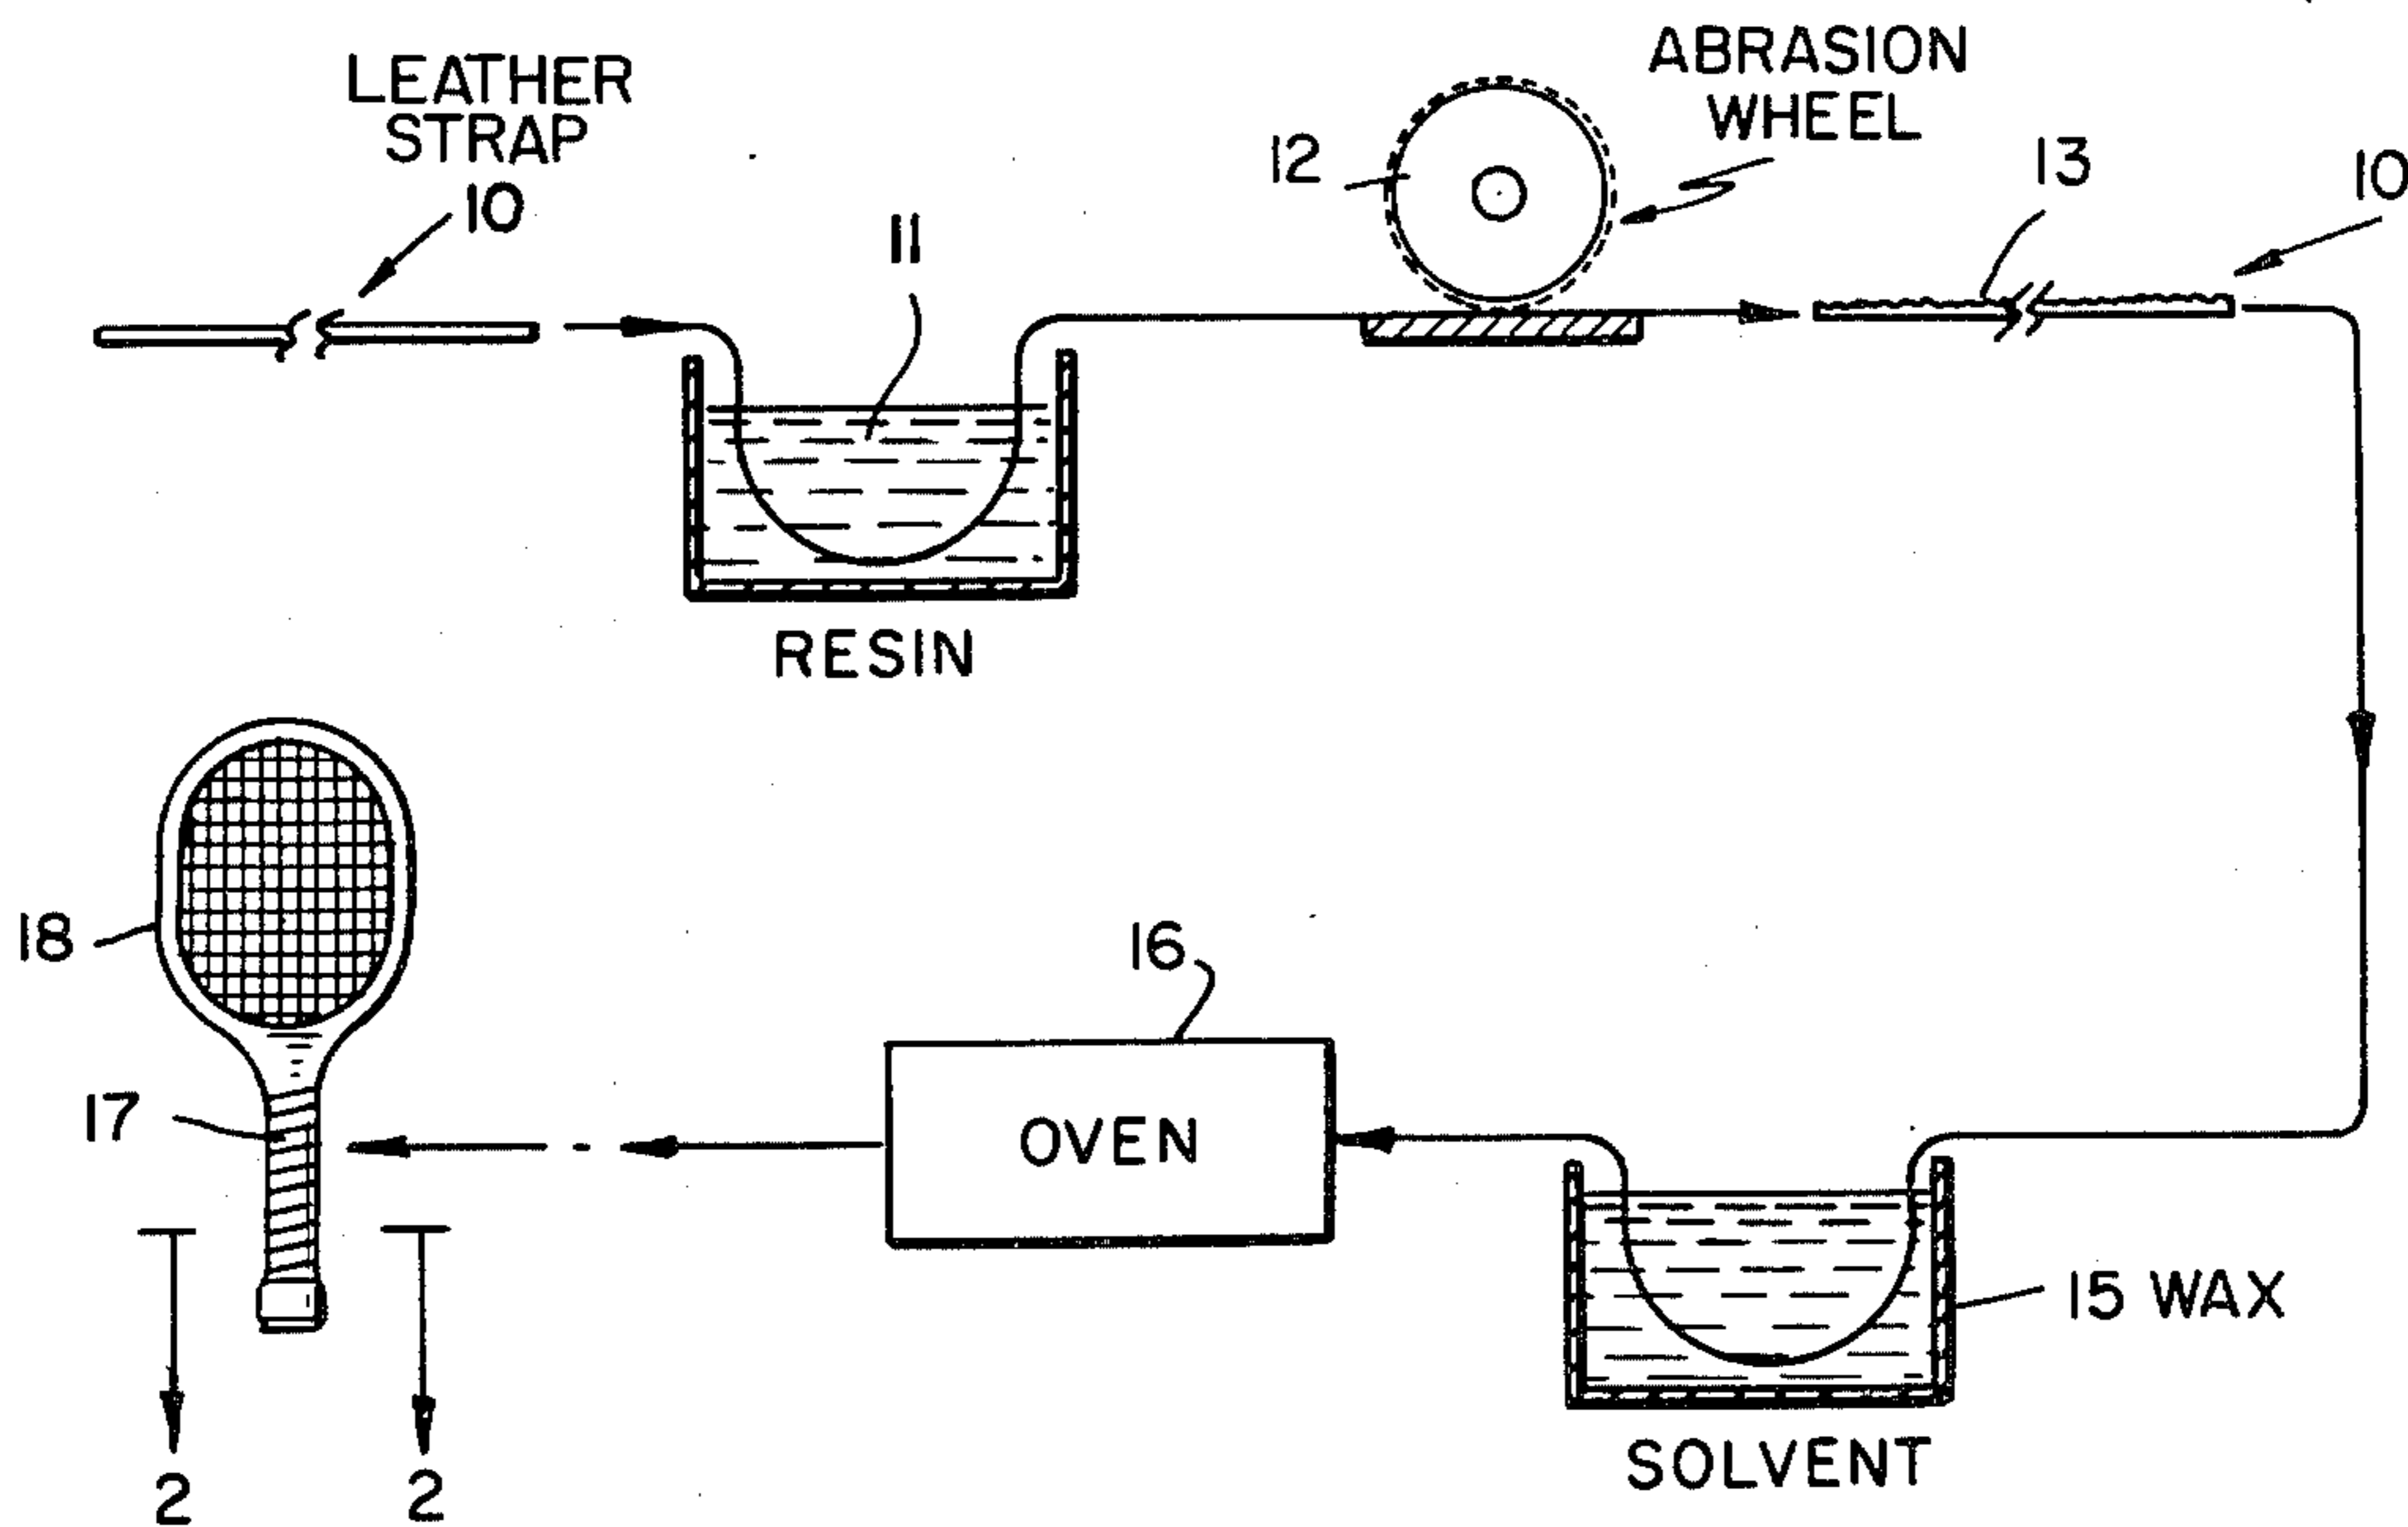 LEATHER
STRAP
10
11
RESIN
12
ABRASION
WHEEL
13
10
18
17
16
OVEN
15 WAX
SOLVENT
2
2